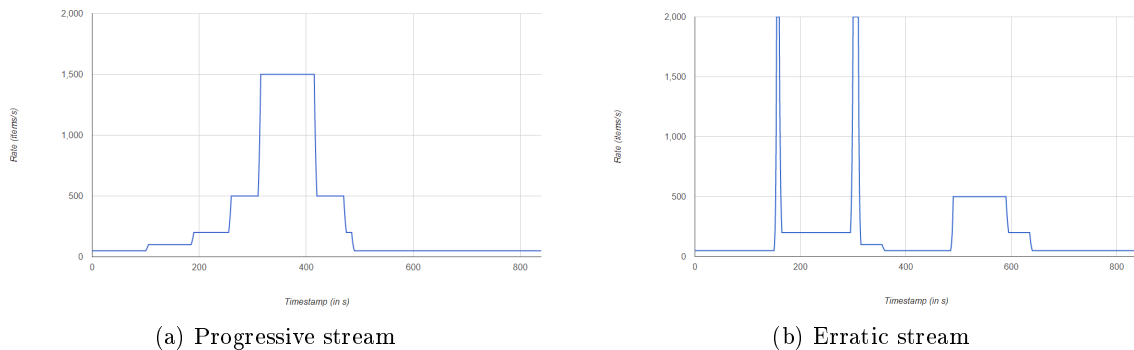 2,000
1,500
1,000
500
0
Rate (items/s)
0 200 400 600 800
Timestamp (in s)
(a) Progressive stream
2,000
1,500
1,000
500
0
Rate (items/s)
0 200 400 600 800
Timestamp (in s)
(b) Erratic stream